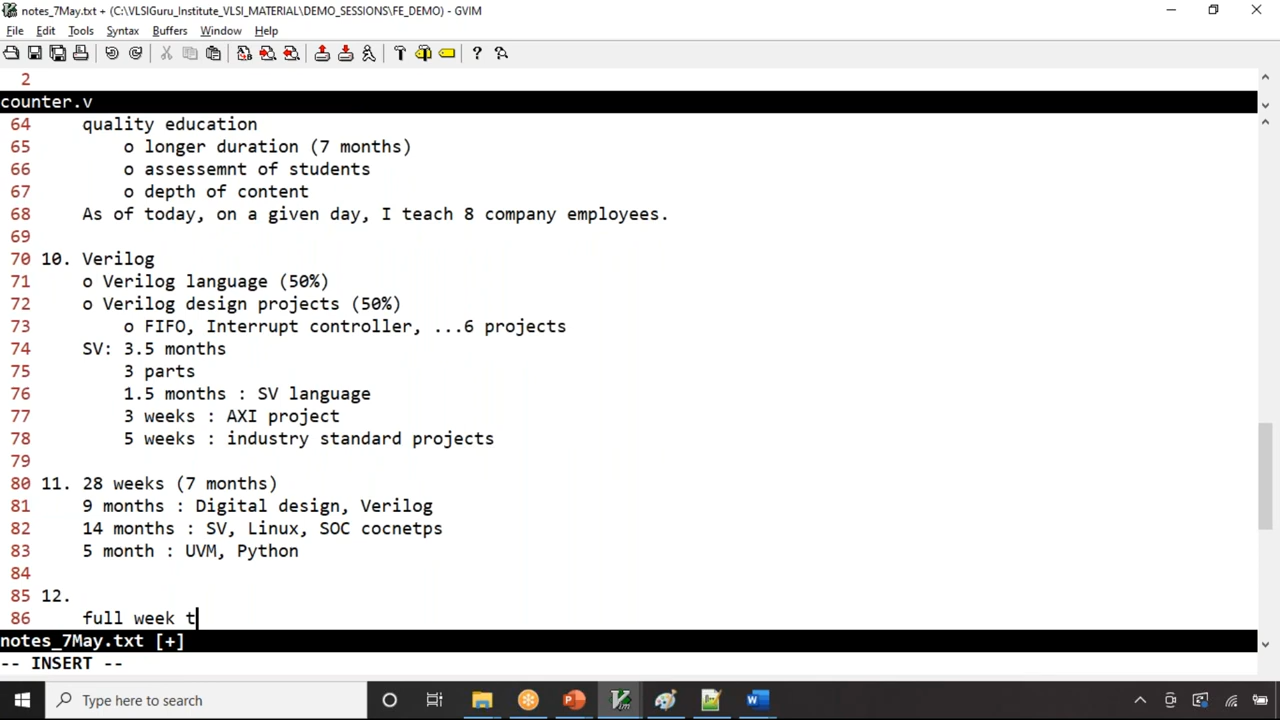 notes_7May.txt + (C:\VLSIGuru_Institute_VLSI_MATERIAL\DEMO_SESSIONS\FE_DEMO) - GVIM
File Edit Tools Syntax Buffers Window Help
2
counter.v
64 quality education
65 o longer duration (7 months)
66 o assessemnt of students
67 o depth of content
68 As of today, on a given day, I teach 8 company employees.
69
70 10. Verilog
71 o Verilog language (50%)
72 o Verilog design projects (50%)
73 o FIFO, Interrupt controller, ...6 projects
74 SV: 3.5 months
75 3 parts
76 1.5 months : SV language
77 3 weeks : AXI project
78 5 weeks : industry standard projects
79
80 11. 28 weeks (7 months)
81 9 months : Digital design, Verilog
82 14 months : SV, Linux, SOC cocnetps
83 5 month : UVM, Python
84
85 12.
86 full week t
notes_7May.txt [+]
-- INSERT --
Type here to search